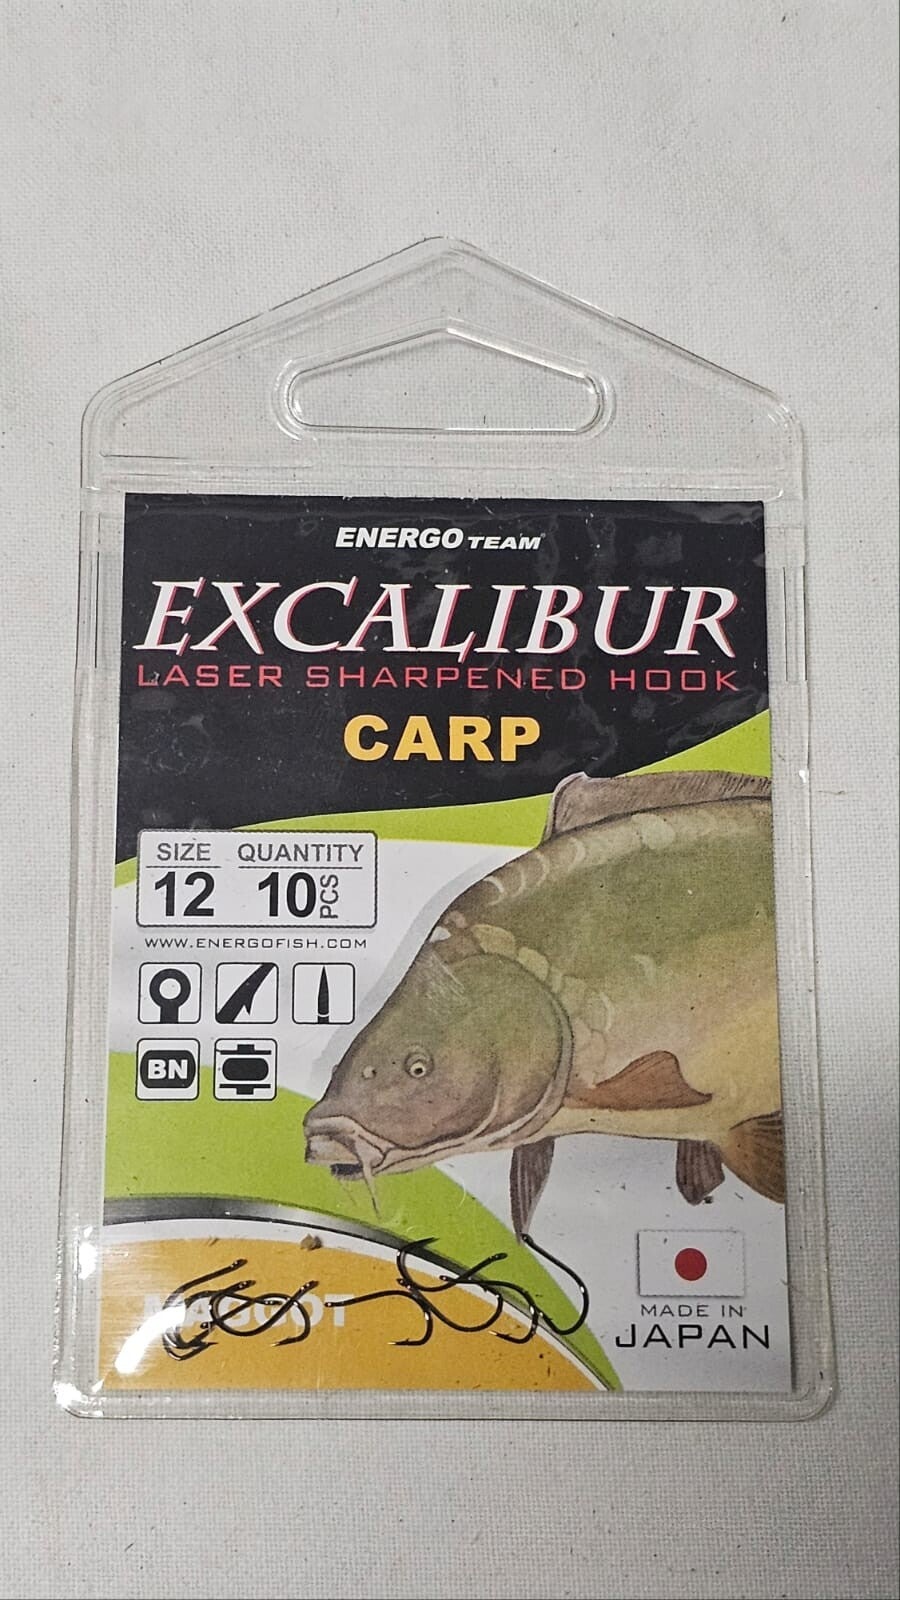 ENERGO TEAM
EXCALIBUR
LASER SHARPENED HOOK
CARP
SIZE QUANTITY
12 10 PCS
WWW.ENERGOFISH.COM
BN
MAGGOT
MADE IN
JAPAN